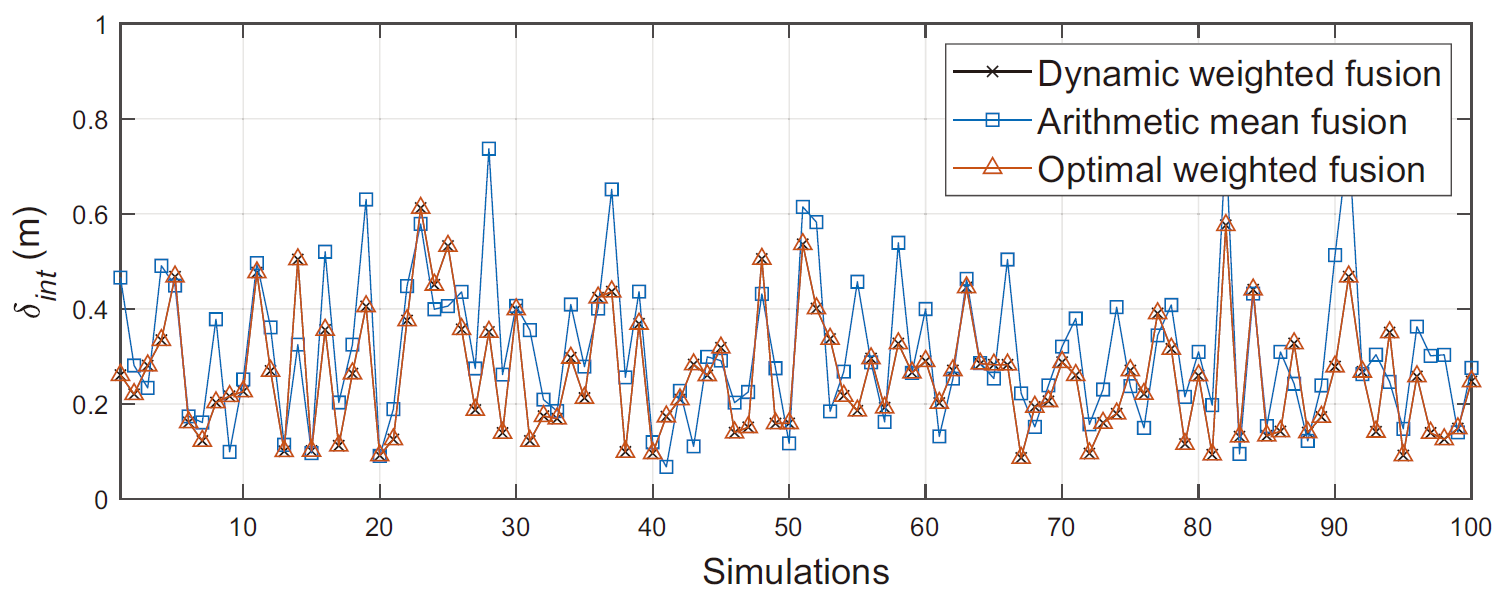 1
0.8
0.6
0.4
0.2
0
δint (m)
Dynamic weighted fusion
Arithmetic mean fusion
Optimal weighted fusion
10 20 30 40 50 60 70 80 90 100
Simulations